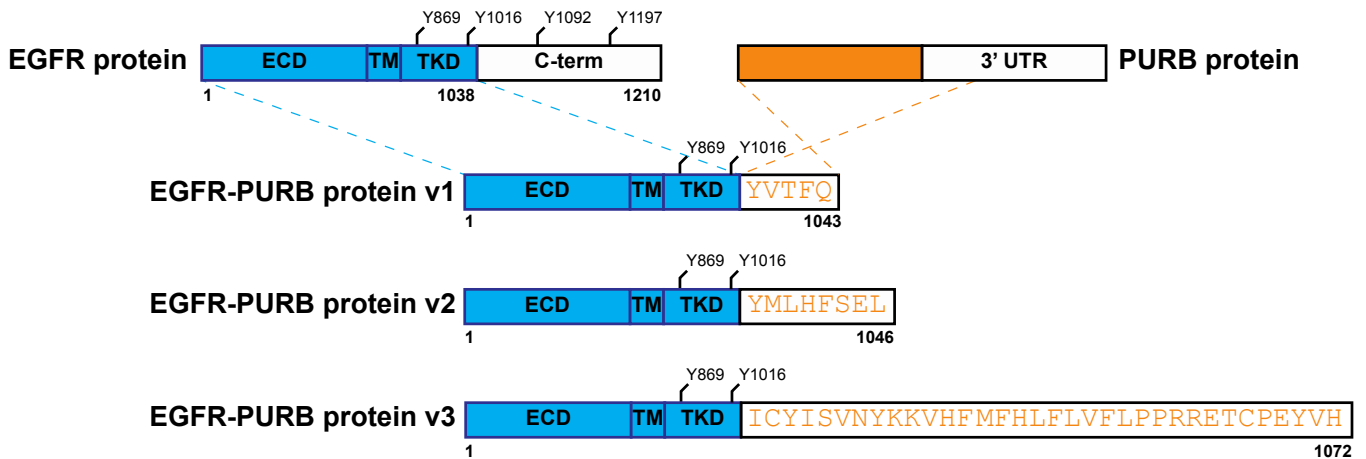 Y869 Y1016 Y1092 Y1197
EGFR protein ECD TM TKD C-term 3’ UTR PURB protein
1 1038 1210
Y869 Y1016
EGFR-PURB protein v1 ECD TM TKD YVTFQ
1 1043
Y869 Y1016
EGFR-PURB protein v2 ECD TM TKD YMLHFSEL
1 1046
Y869 Y1016
EGFR-PURB protein v3 ECD TM TKD ICYISVNYKKVHFMFHLFLVFLPPRRETCPEYVH
1 1072